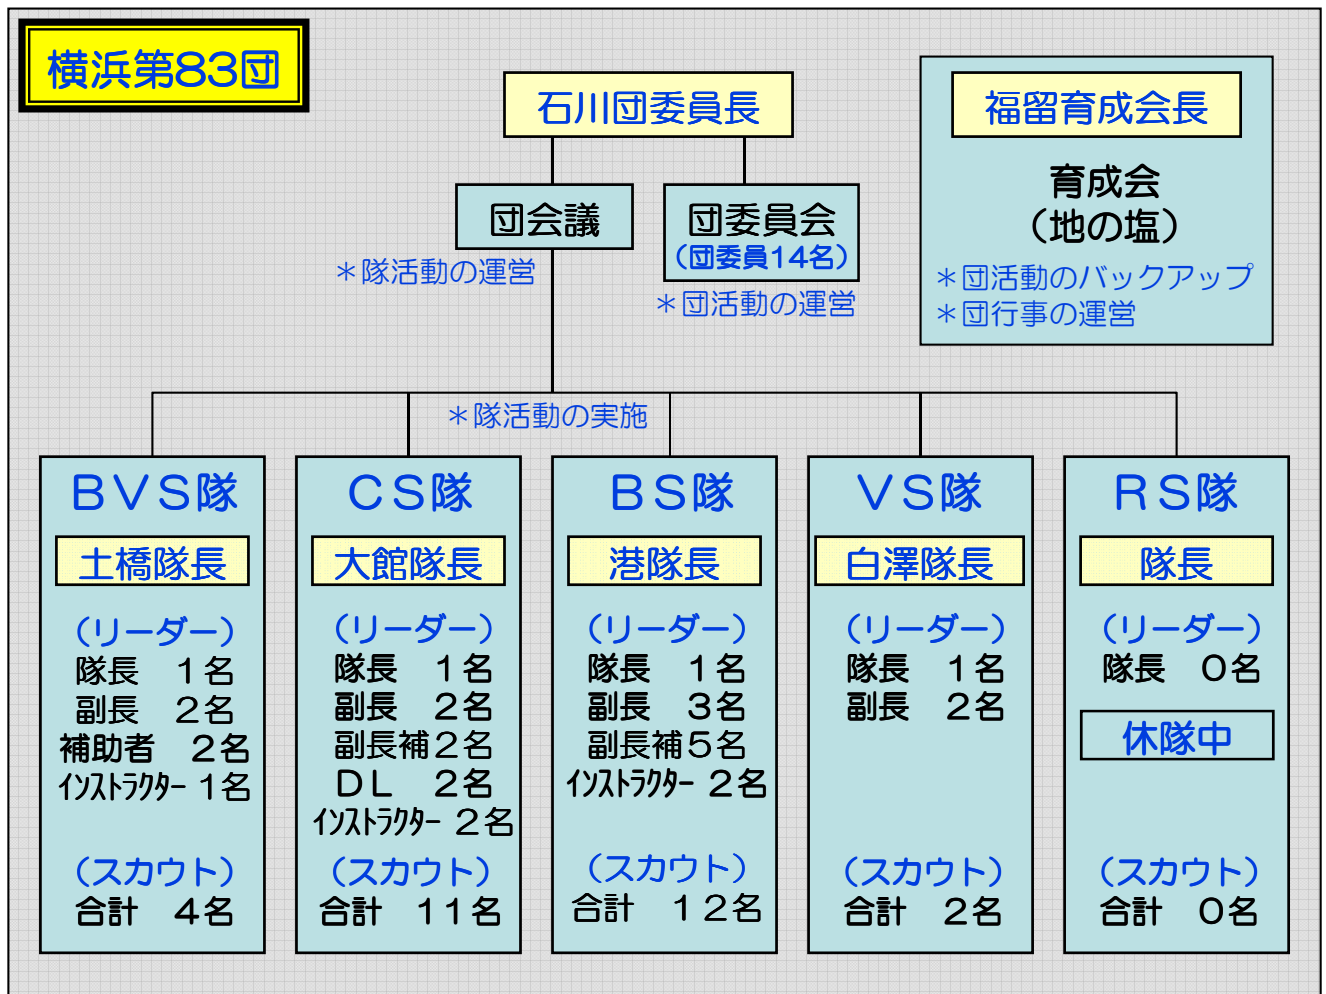 横浜第83団
石川団委員長
福留育成会長
育成会
（地の塩）
＊団活動のバックアップ
＊団行事の運営
団会議
団委員会
（団委員14名）
＊隊活動の運営
＊団活動の運営
＊隊活動の実施
ＢＶＳ隊
土橋隊長
（リーダー）
隊長　１名
副長　２名
補助者　２名
ｲﾝｽﾄﾗｸﾀｰ １名
（スカウト）
合計　４名
ＣＳ隊
大館隊長
（リーダー）
隊長　１名
副長　２名
副長補２名
ＤＬ　２名
ｲﾝｽﾄﾗｸﾀｰ ２名
（スカウト）
合計　１１名
ＢＳ隊
港隊長
（リーダー）
隊長　１名
副長　３名
副長補５名
ｲﾝｽﾄﾗｸﾀｰ ２名
（スカウト）
合計　１２名
ＶＳ隊
白澤隊長
（リーダー）
隊長　１名
副長　２名
（スカウト）
合計　２名
ＲＳ隊
隊長
（リーダー）
隊長　０名
休隊中
（スカウト）
合計　０名